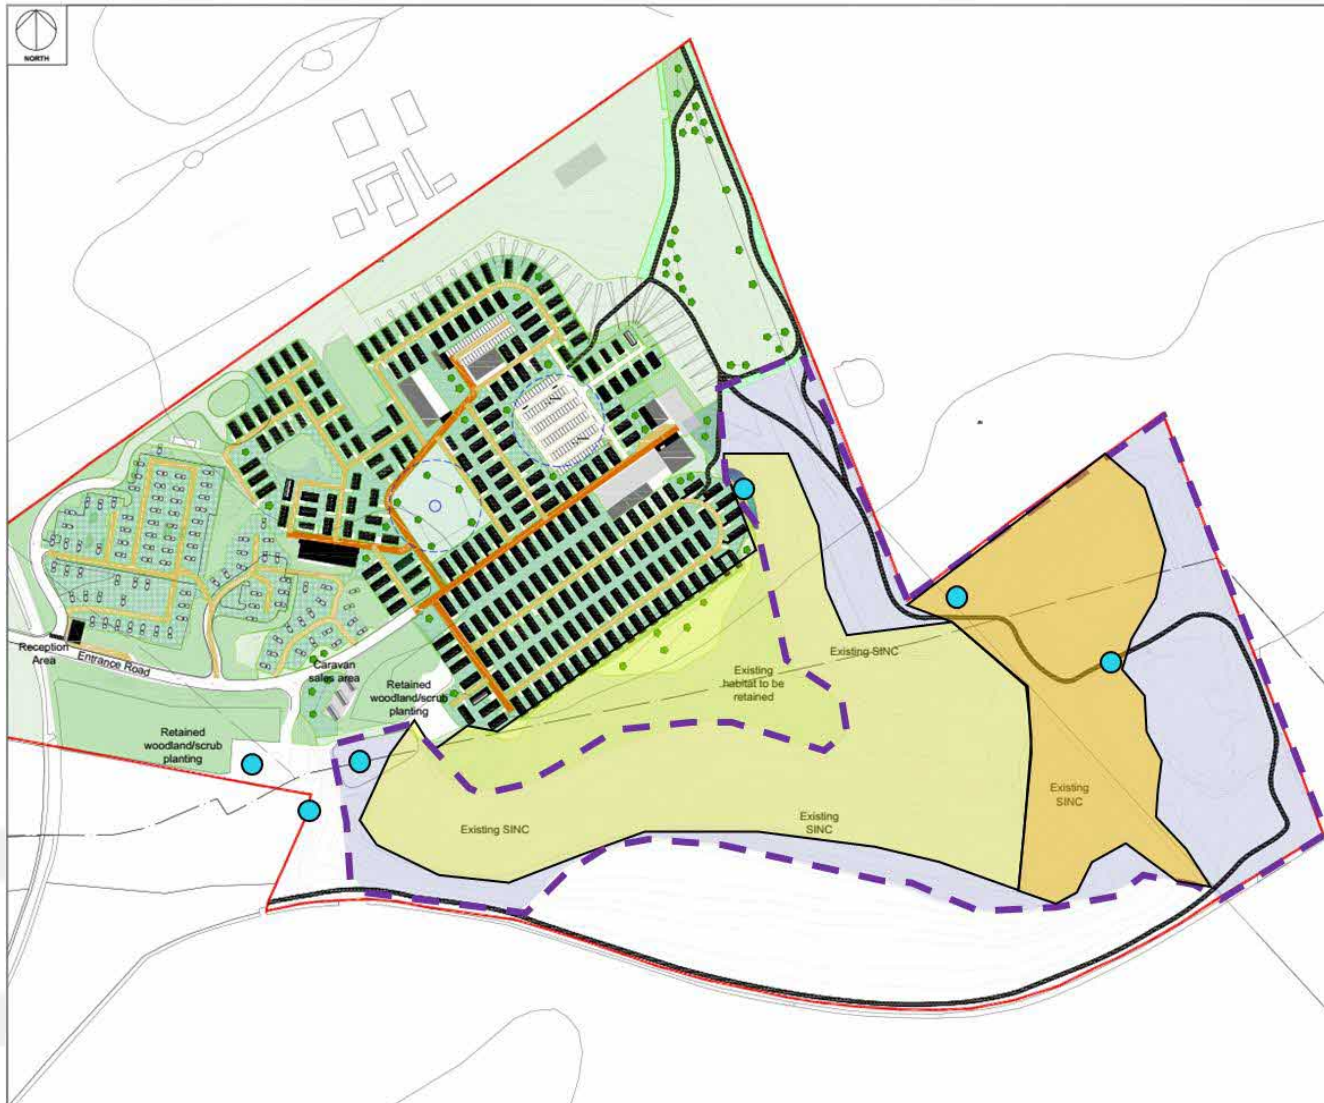 NORTH
Reception
Area
Entrance Road
Caravan
sales area
Retained
woodland/scrub
planting
Retained
woodland/scrub
planting
Existing SINC
Existing
habitat to be
retained
Existing
SINC
Existing
SINC
Existing SINC